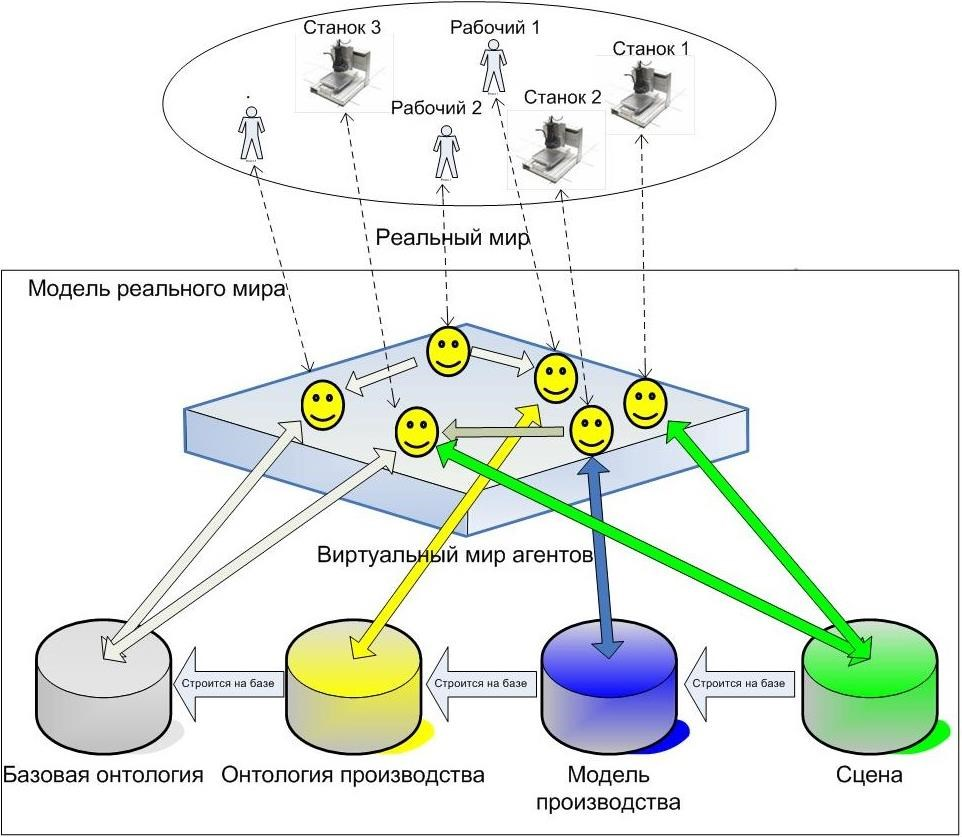 Станок 3
Рабочий 1
Станок 1
Станок 2
Рабочий 2
Реальный мир
Модель реального мира
Виртуальный мир агентов
Строится на базе
Строится на базе
Строится на базе
Базовая онтология
Онтология производства
Модель
производства
Сцена